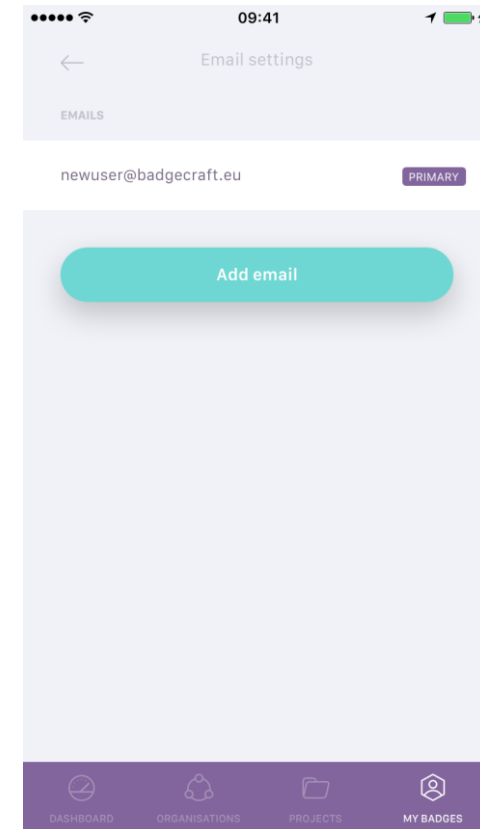 09:41
Email settings
EMAILS
newuser@badgecraft.eu PRIMARY
Add email
DASHBOARD ORGANISATIONS PROJECTS MY BADGES